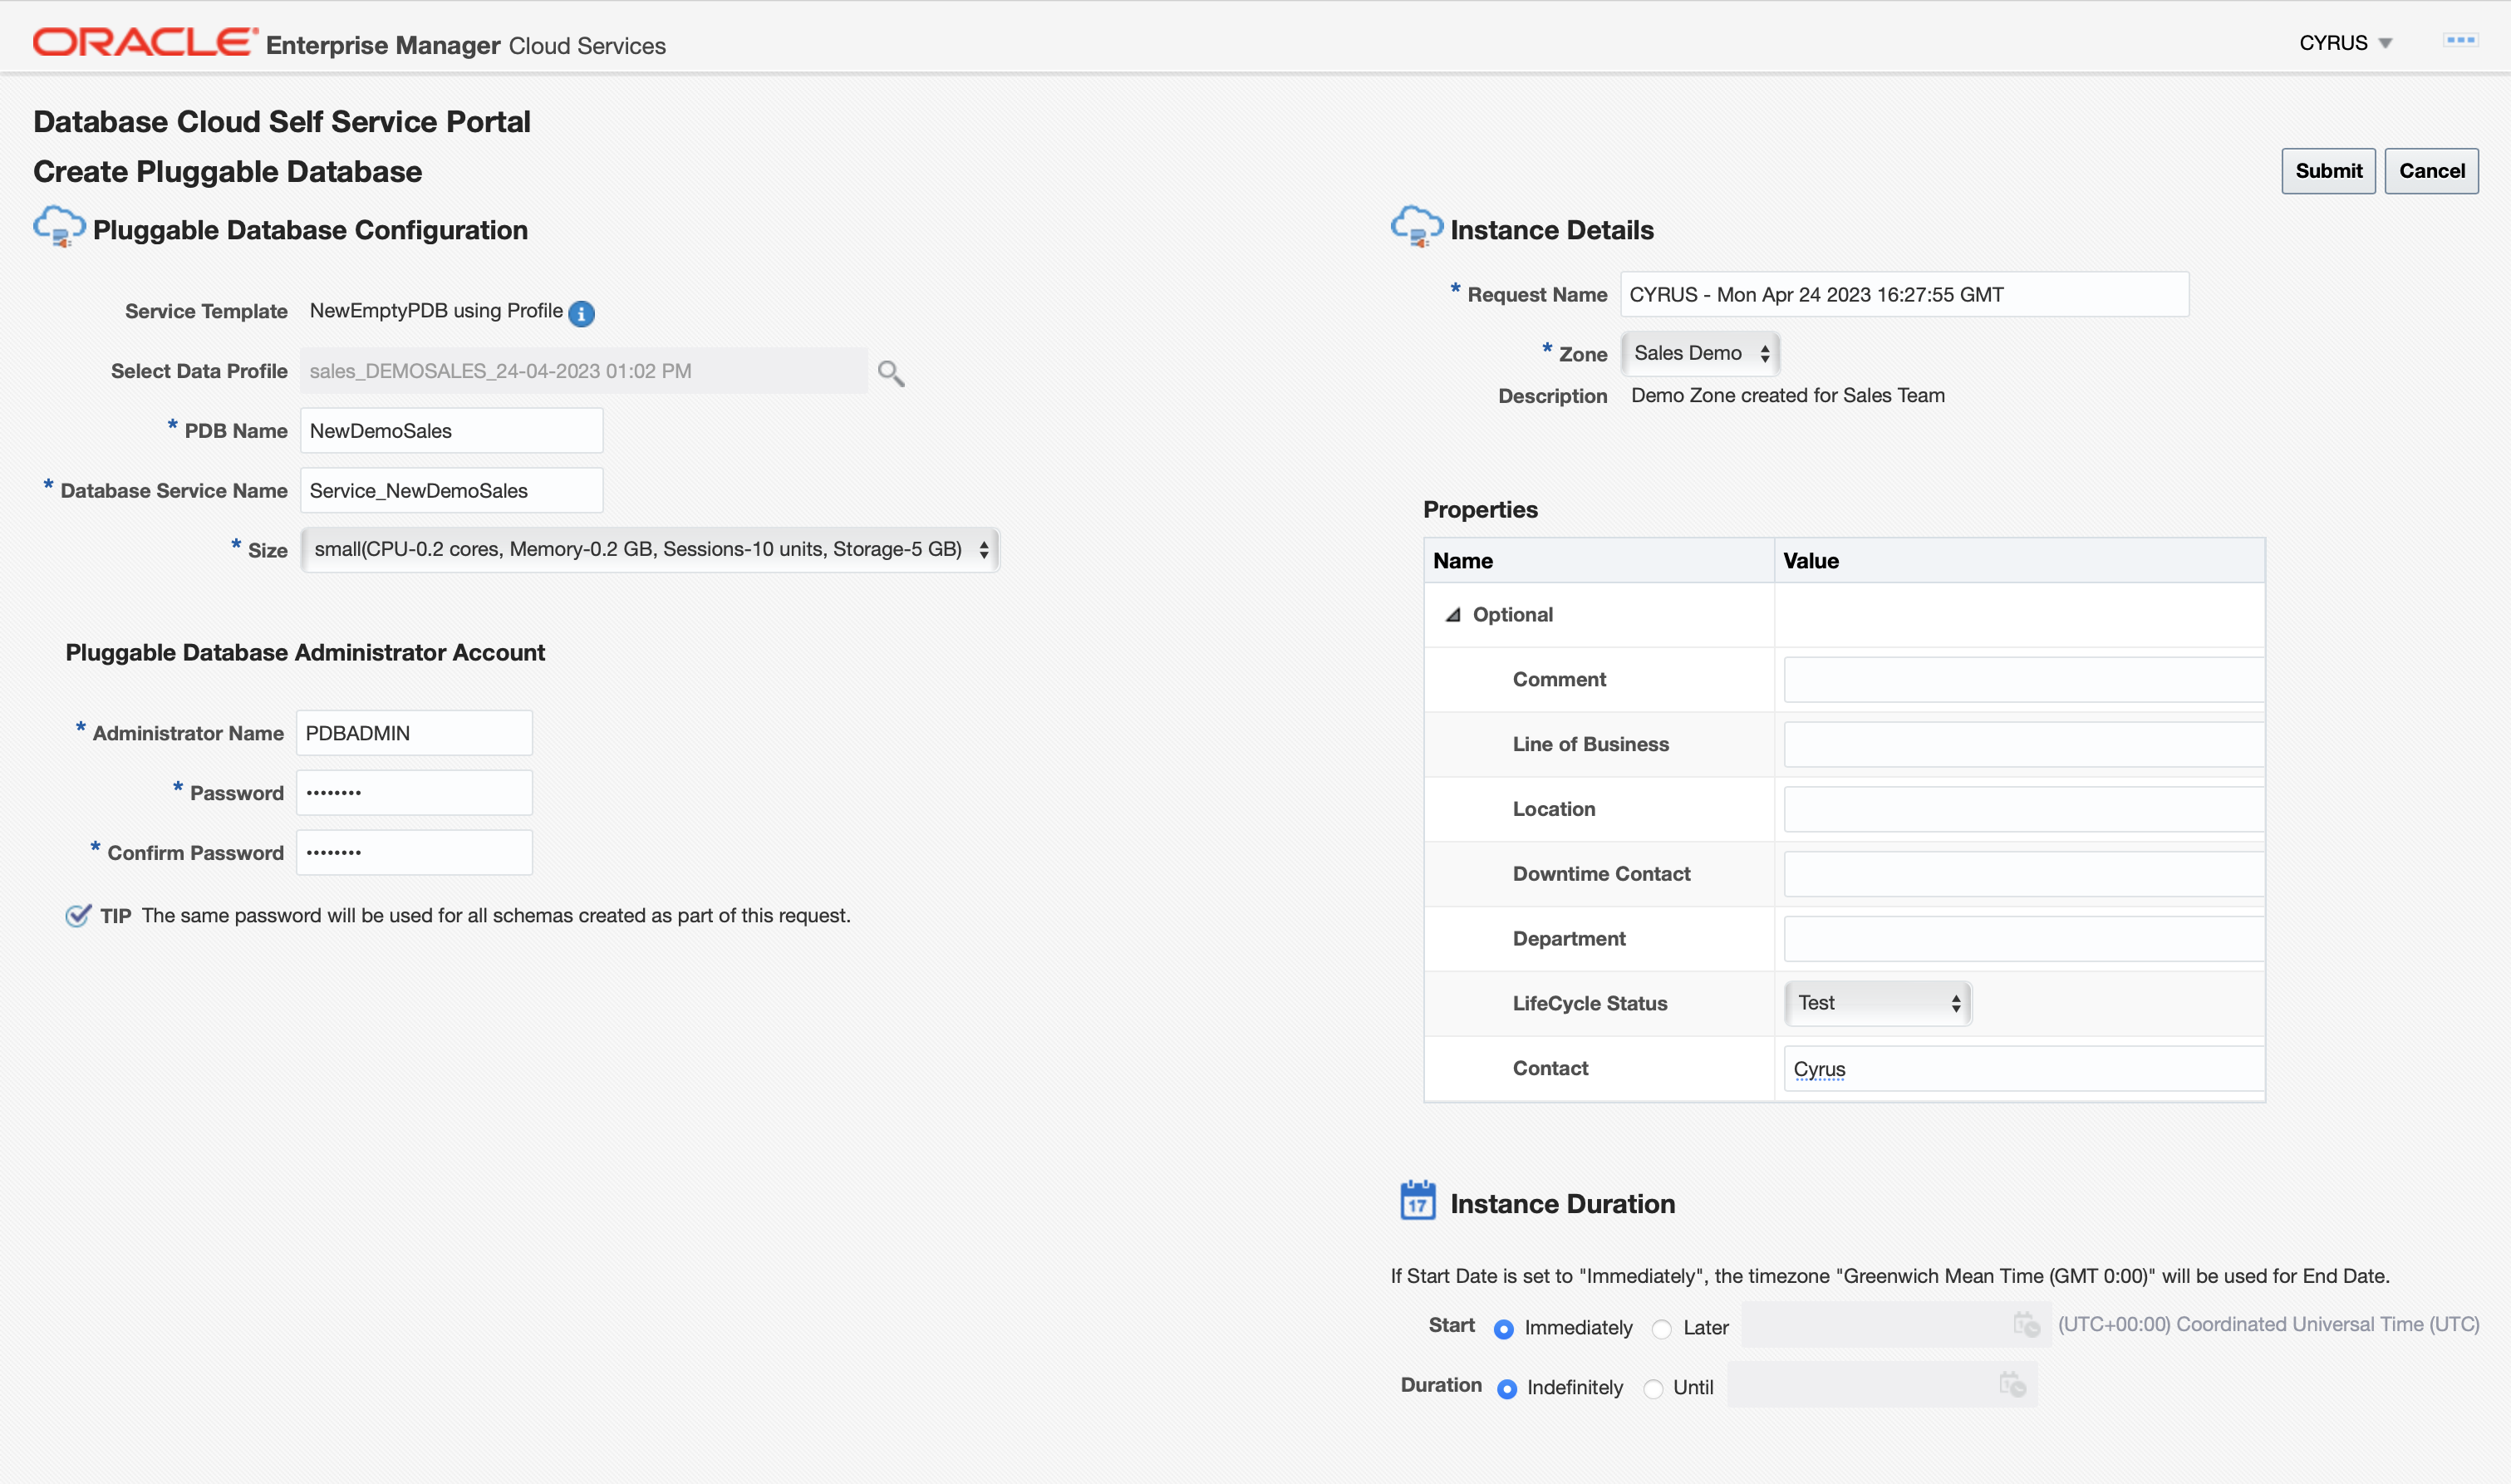 ORACLE Enterprise Manager Cloud Services
CYRUS
Database Cloud Self Service Portal
Create Pluggable Database
Submit
Cancel
Pluggable Database Configuration
Service Template NewEmptyPDB using Profile
Select Data Profile sales_DEMOSALES_24-04-2023 01:02 PM
* PDB Name NewDemoSales
* Database Service Name Service_NewDemoSales
* Size small(CPU-0.2 cores, Memory-0.2 GB, Sessions-10 units, Storage-5 GB)
Pluggable Database Administrator Account
* Administrator Name PDBADMIN
* Password ••••••••
* Confirm Password ••••••••
TIP The same password will be used for all schemas created as part of this request.
Instance Details
* Request Name CYRUS - Mon Apr 24 2023 16:27:55 GMT
* Zone Sales Demo
Description Demo Zone created for Sales Team
Properties
Name Value
Optional
Comment
Line of Business
Location
Downtime Contact
Department
LifeCycle Status Test
Contact Cyrus
17 Instance Duration
If Start Date is set to "Immediately", the timezone "Greenwich Mean Time (GMT 0:00)" will be used for End Date.
Start Immediately Later (UTC+00:00) Coordinated Universal Time (UTC)
Duration Indefinitely Until